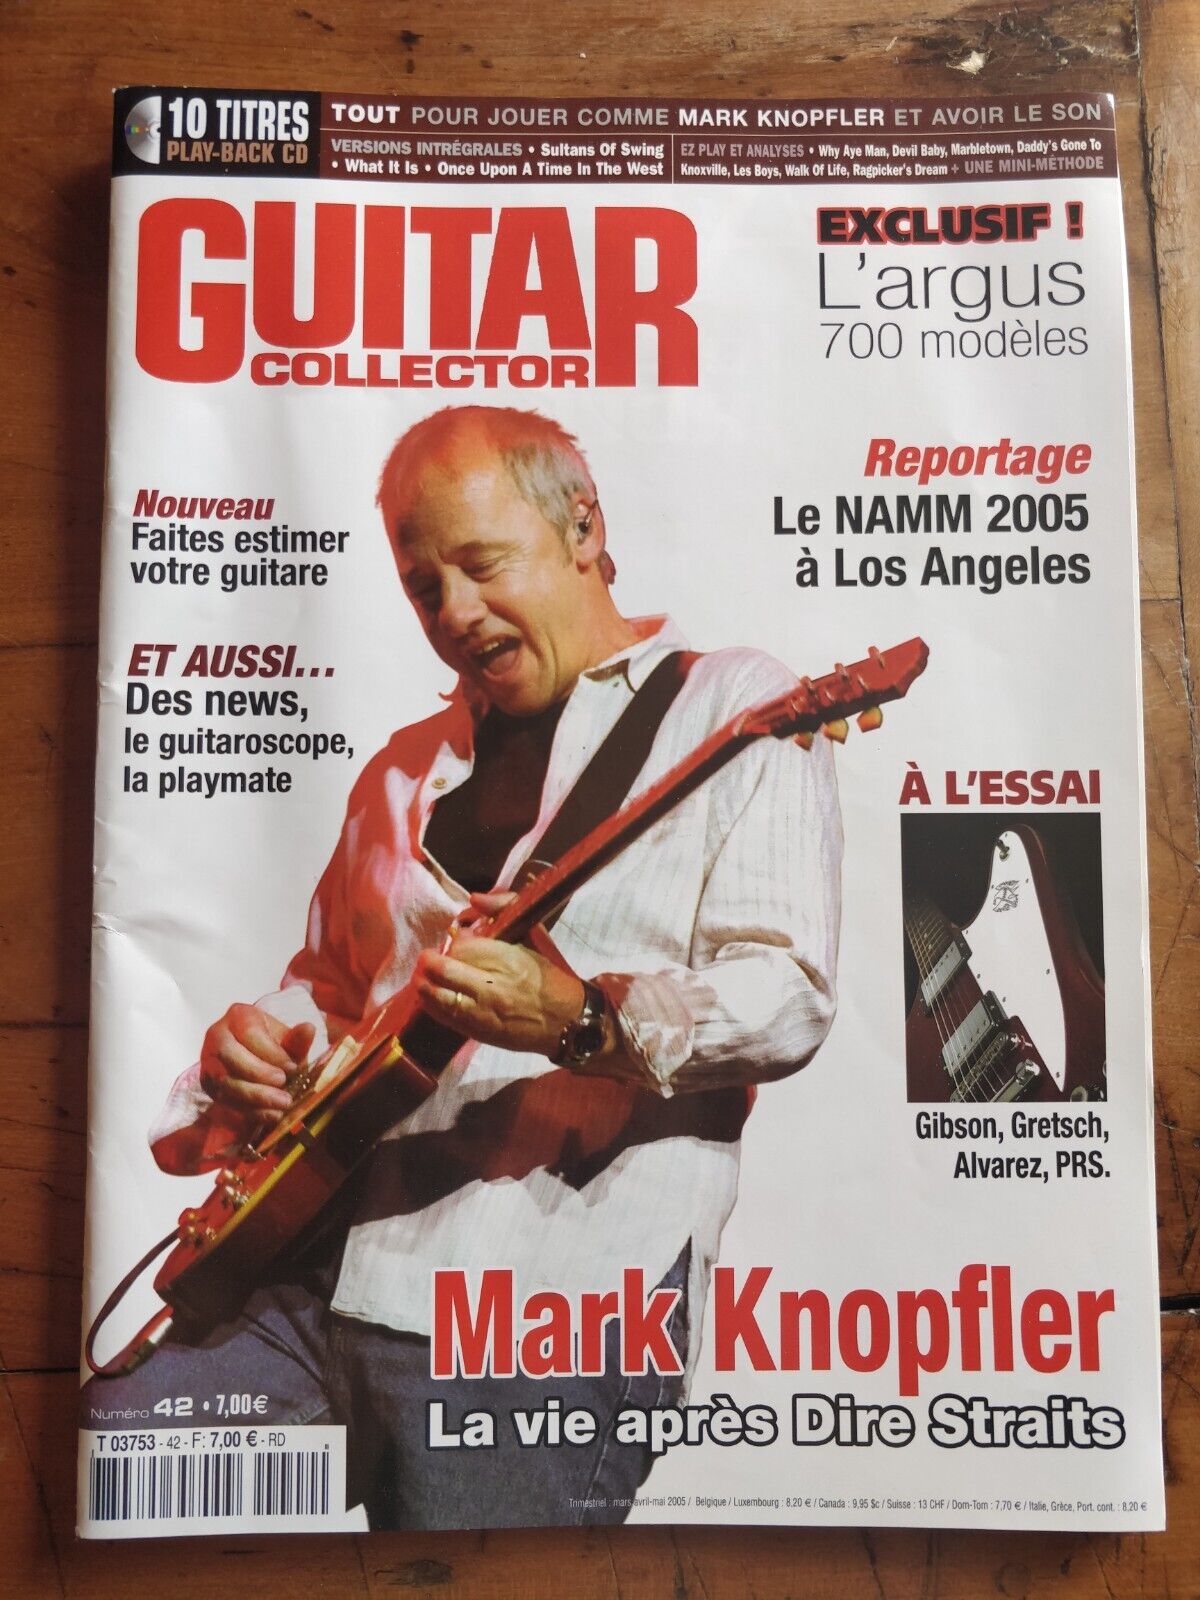 10 TITRES
PLAY-BACK CD
TOUT POUR JOUER COMME MARK KNOPFLER ET AVOIR LE SON
VERSIONS INTRÉGRALES • Sultans Of Swing
• What It Is • Once Upon A Time In The West
EZ PLAY ET ANALYSES • Why Aye Man, Devil Baby, Marbletown, Daddy's Gone To
Knoxville, Les Boys, Walk Of Life, Ragpicker's Dream + UNE MINI-MÉTHODE
GUITAR
COLLECTOR
EXCLUSIF !
L'argus
700 modèles
Reportage
Le NAMM 2005
à Los Angeles
Nouveau
Faites estimer
votre guitare
ET AUSSI...
Des news,
le guitaroscope,
la playmate
À L'ESSAI
Gibson, Gretsch,
Alvarez, PRS.
Mark Knopfler
La vie après Dire Straits
Numéro 42 • 7,00€
T 03753 - 42 - F: 7,00 € - RD
Trimestriel : mars-avril-mai 2005 / Belgique / Luxembourg : 8,20 € / Canada : 9,95 $c / Suisse : 13 CHF / Dom-Tom : 7,70 € / Italie, Grèce, Port. cont. : 8,20 €